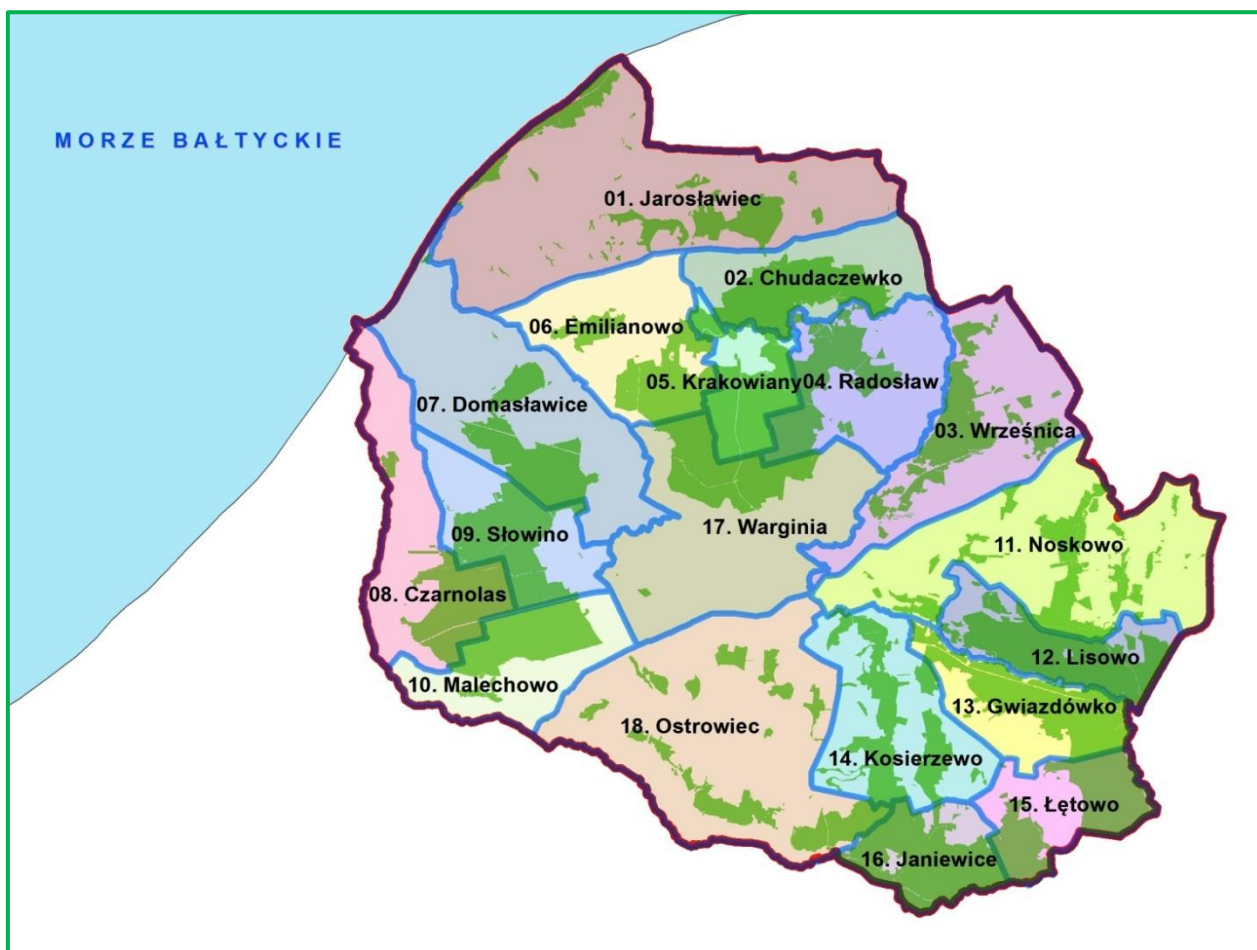 MORZE BAŁTYCKIE
01. Jarosławiec
02. Chudaczewko
06. Emilianowo
05. Krakowiany
04. Radosław
07. Domasławice
03. Wrześnica
17. Warginia
09. Słowino
11. Noskowo
08. Czarnolas
12. Lisowo
10. Malechowo
13. Gwiazdówko
18. Ostrowiec
14. Kosierzewo
15. Łętowo
16. Janiewice